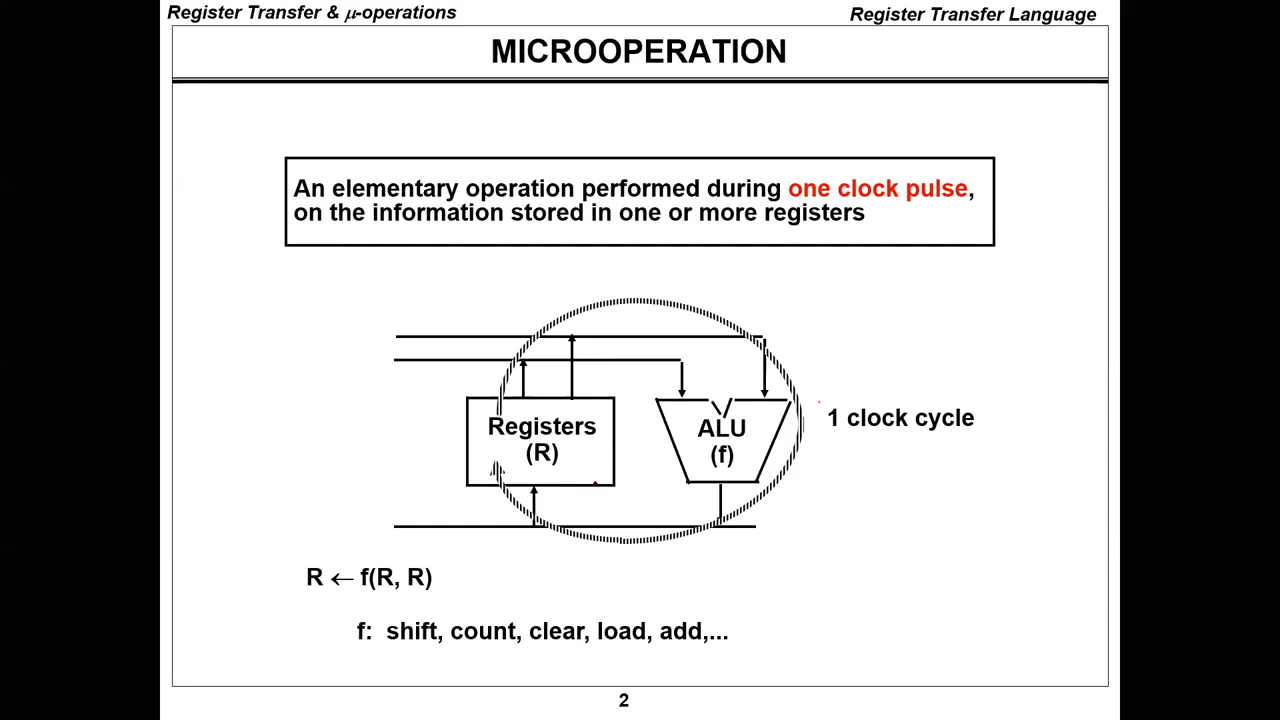 Register Transfer & μ-operations
Register Transfer Language
MICROOPERATION
An elementary operation performed during one clock pulse,
on the information stored in one or more registers
Registers
(R)
ALU
(f)
1 clock cycle
R ← f(R, R)
f: shift, count, clear, load, add,...
2